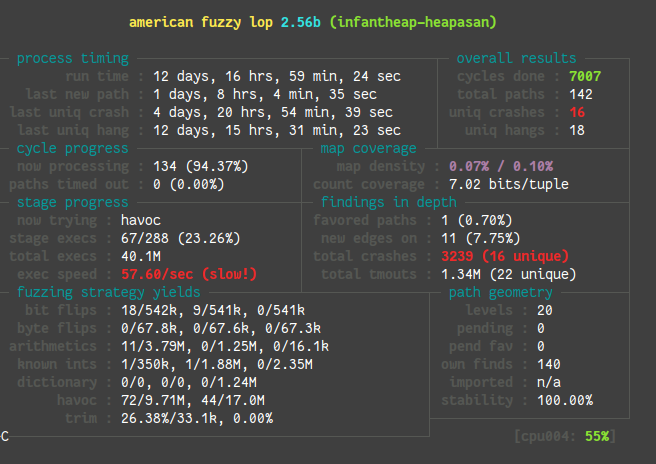 american fuzzy lop 2.56b (infantheap-heapasan)
process timing overall results
run time : 12 days, 16 hrs, 59 min, 24 sec cycles done : 7007
last new path : 1 days, 8 hrs, 4 min, 35 sec total paths : 142
last uniq crash : 4 days, 20 hrs, 54 min, 39 sec uniq crashes : 16
last uniq hang : 12 days, 15 hrs, 31 min, 23 sec uniq hangs : 18
cycle progress map coverage
now processing : 134 (94.37%) map density : 0.07% / 0.10%
paths timed out : 0 (0.00%) count coverage : 7.02 bits/tuple
stage progress findings in depth
now trying : havoc favored paths : 1 (0.70%)
stage execs : 67/288 (23.26%) new edges on : 11 (7.75%)
total execs : 40.1M total crashes : 3239 (16 unique)
exec speed : 57.60/sec (slow!) total tmouts : 1.34M (22 unique)
fuzzing strategy yields path geometry
bit flips : 18/542k, 9/541k, 0/541k levels : 20
byte flips : 0/67.8k, 0/67.6k, 0/67.3k pending : 0
arithmetics : 11/3.79M, 0/1.25M, 0/16.1k pend fav : 0
known ints : 1/350k, 1/1.88M, 0/2.35M own finds : 140
dictionary : 0/0, 0/0, 0/1.24M imported : n/a
havoc : 72/9.71M, 44/17.0M stability : 100.00%
trim : 26.38%/33.1k, 0.00%
C [cpu004: 55%]